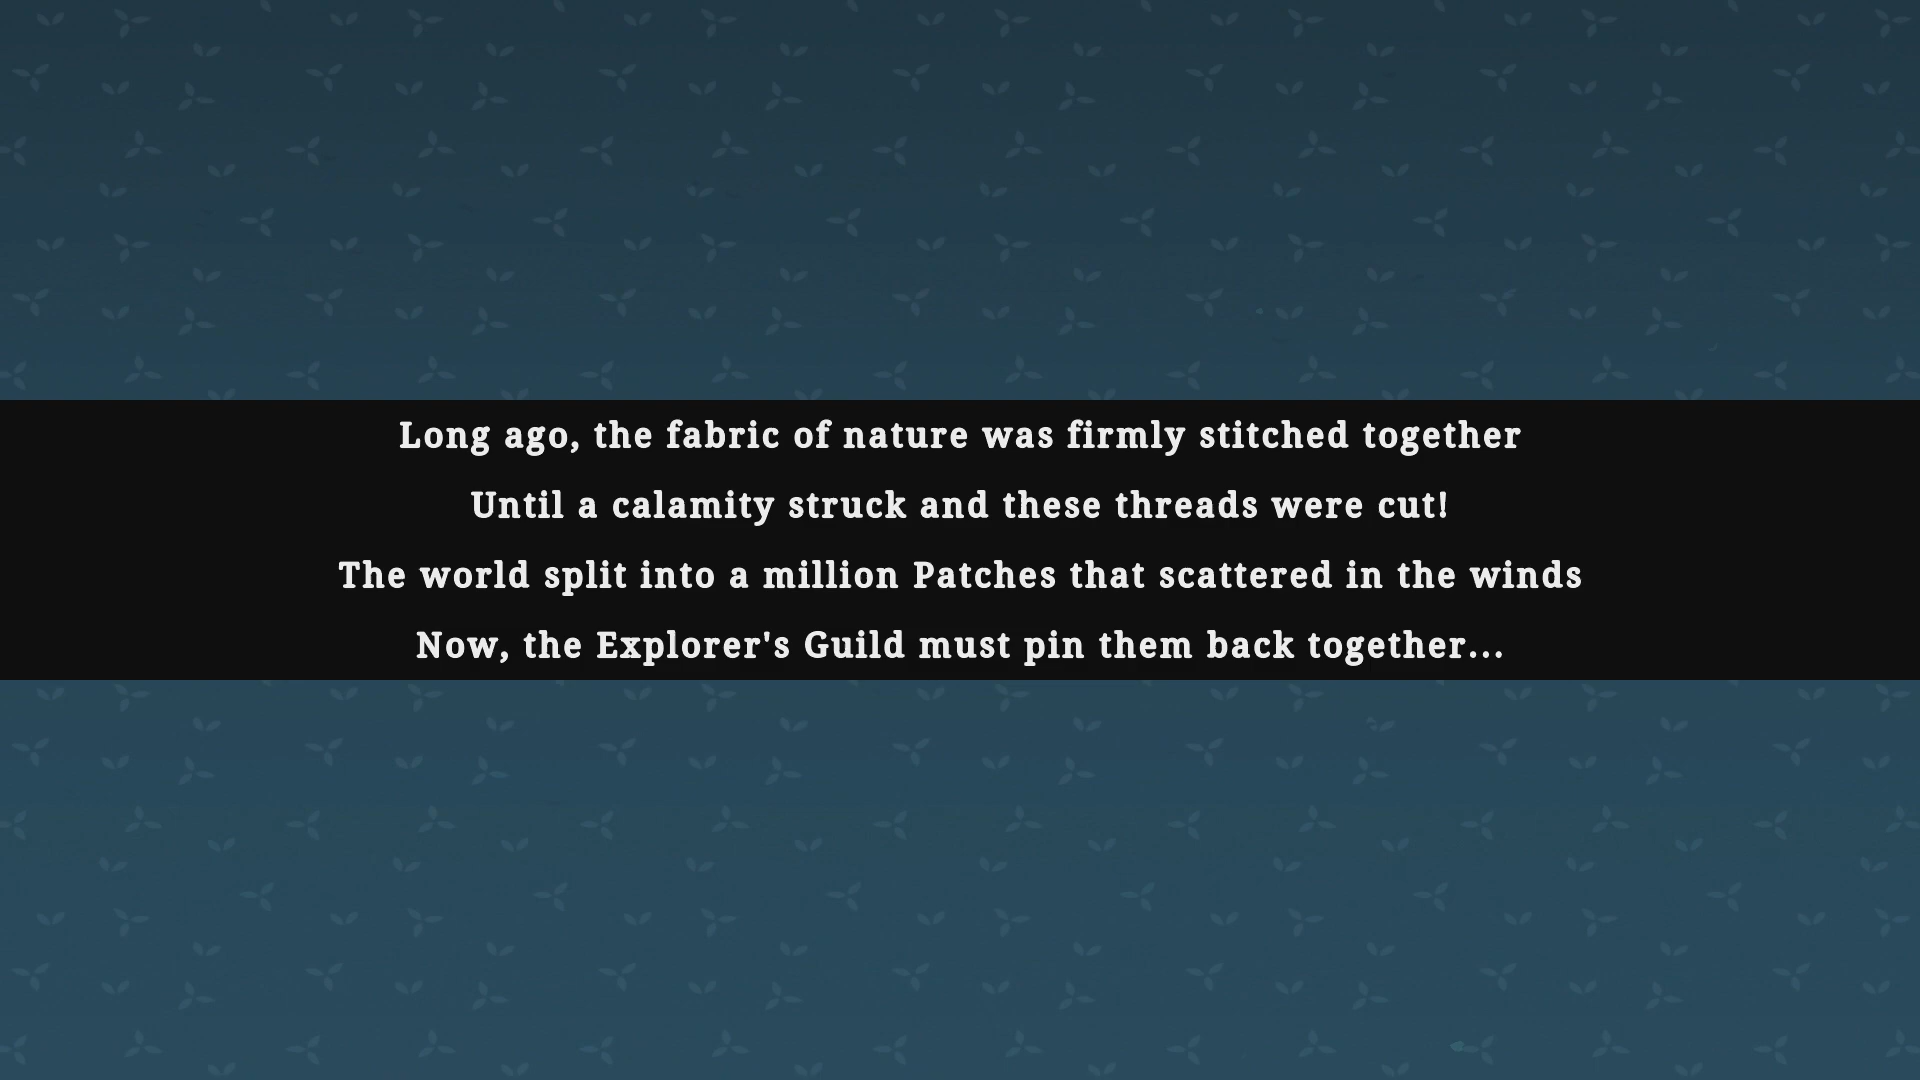 Long ago, the fabric of nature was firmly stitched together
Until a calamity struck and these threads were cut!
The world split into a million Patches that scattered in the winds
Now, the Explorer's Guild must pin them back together...